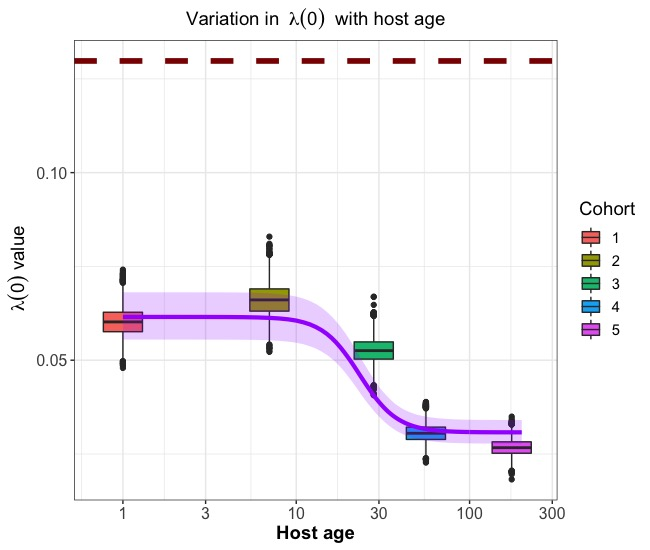 Variation in λ(0) with host age
λ(0) value
0.10
0.05
1 3 10 30 100 300
Host age
Cohort
1
2
3
4
5